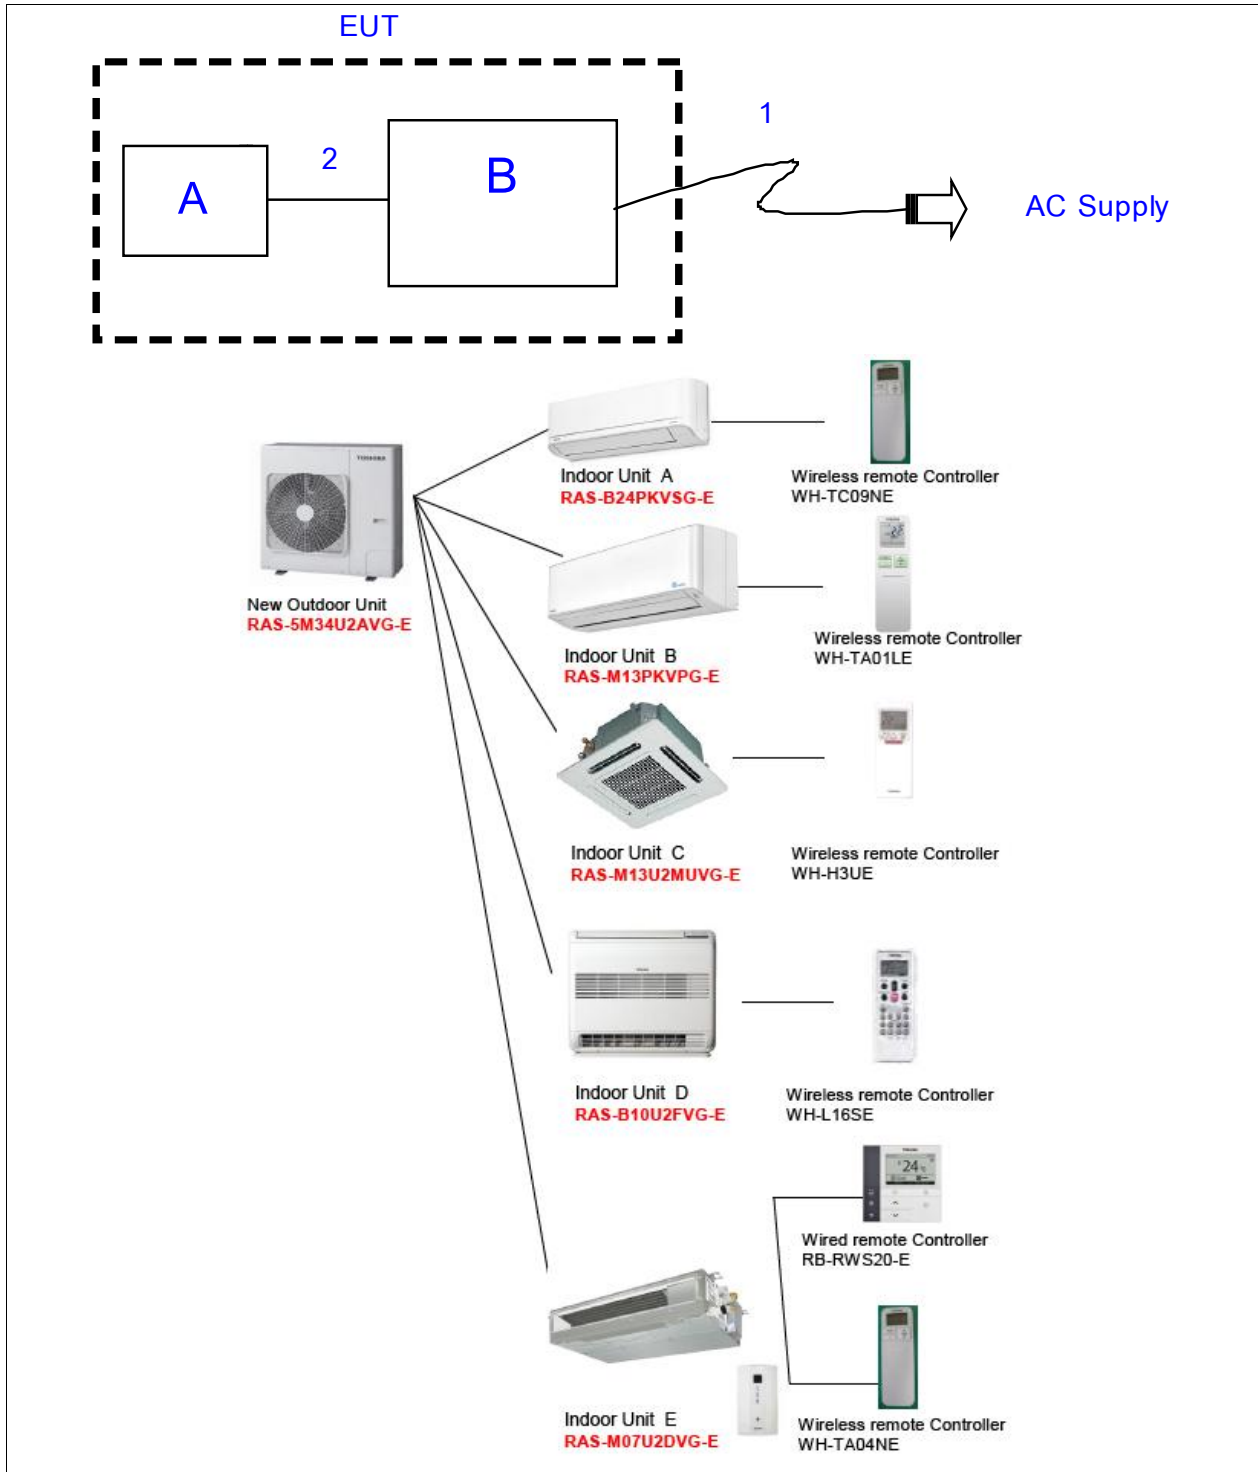 EUT
1
2
A
B
AC Supply
TOSHIBA
Indoor Unit A
RAS-B24PKVSG-E
Wireless remote Controller
WH-TC09NE
New Outdoor Unit
RAS-5M34U2AVG-E
Indoor Unit B
RAS-M13PKVPG-E
Wireless remote Controller
WH-TA01LE
Indoor Unit C
RAS-M13U2MUVG-E
Wireless remote Controller
WH-H3UE
Indoor Unit D
RAS-B10U2FVG-E
Wireless remote Controller
WH-L16SE
24
Wired remote Controller
RB-RWS20-E
Indoor Unit E
RAS-M07U2DVG-E
Wireless remote Controller
WH-TA04NE